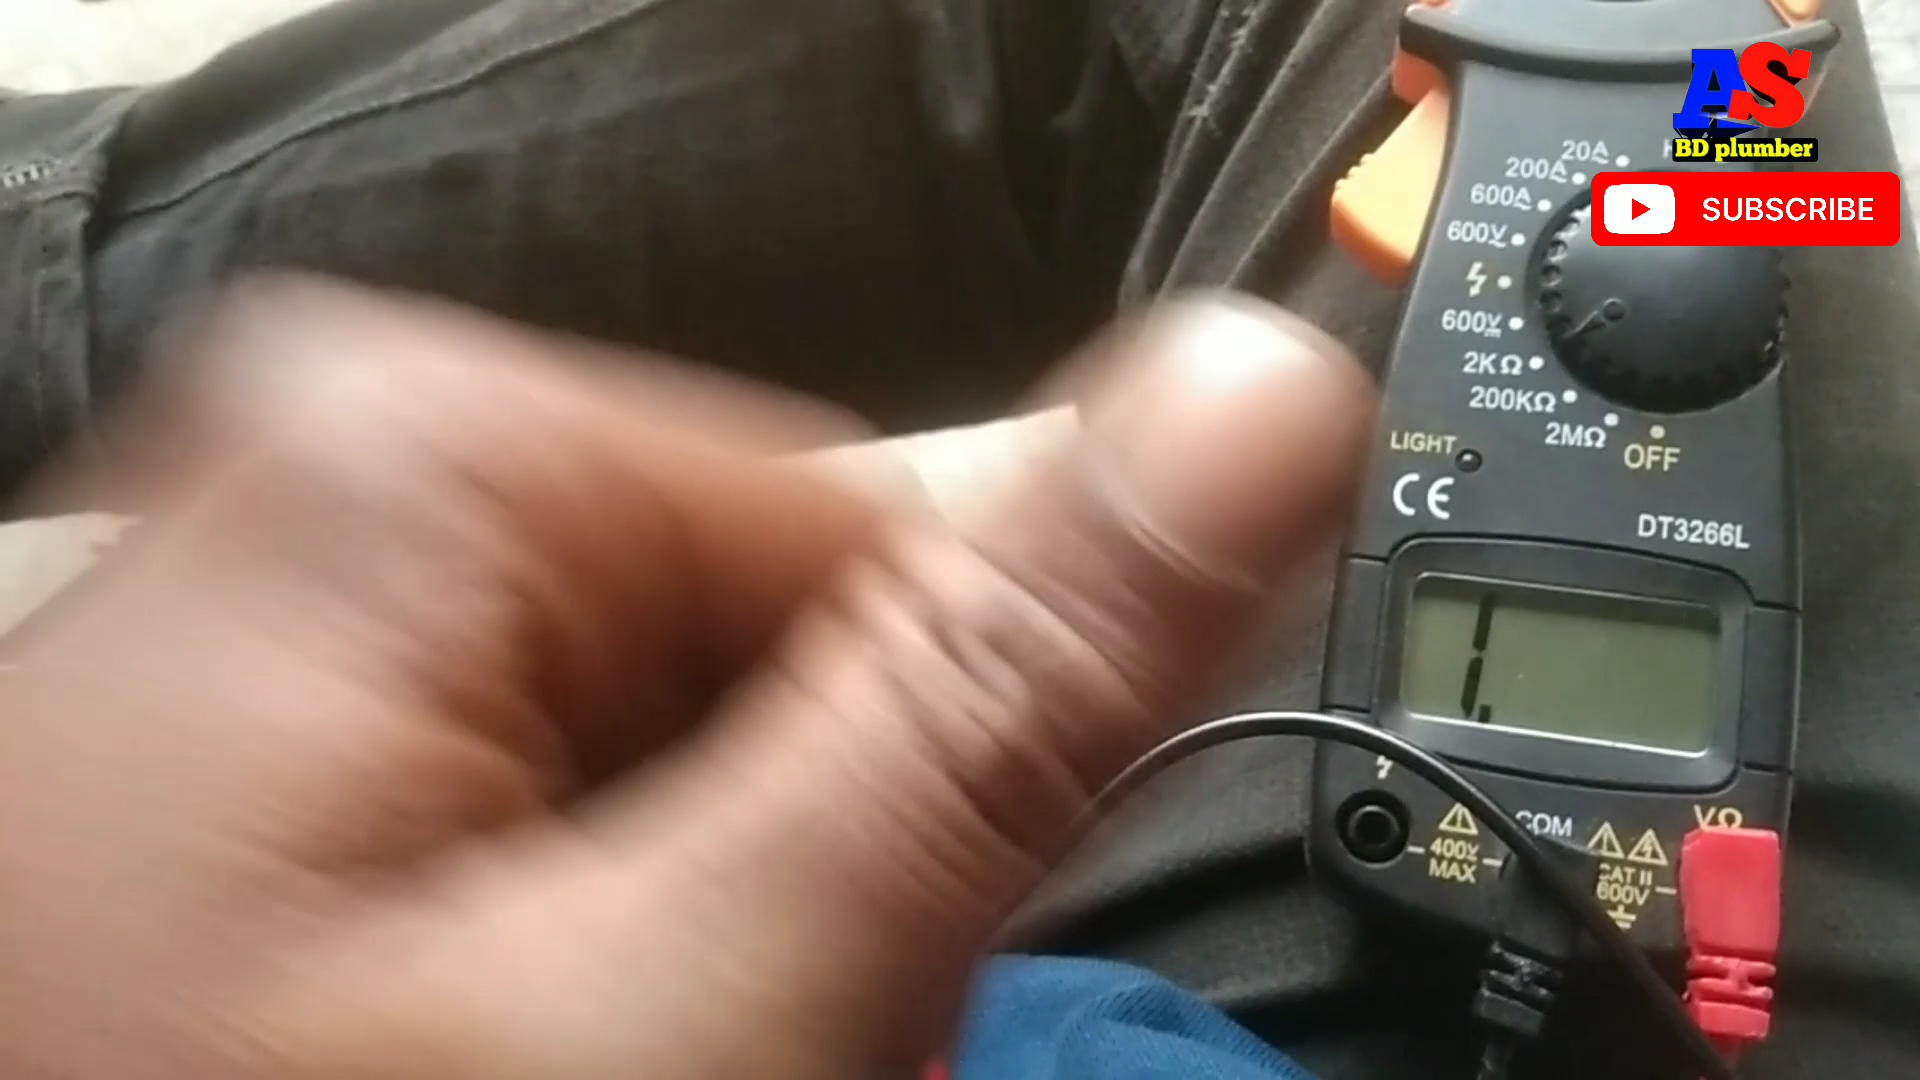 AS
BD plumber
SUBSCRIBE
20A
200A
600A
600V
600V
2KΩ
200KΩ
2MΩ
OFF
LIGHT
CE
DT3266L
1.
COM
VΩ
400V
MAX
CAT II
600V